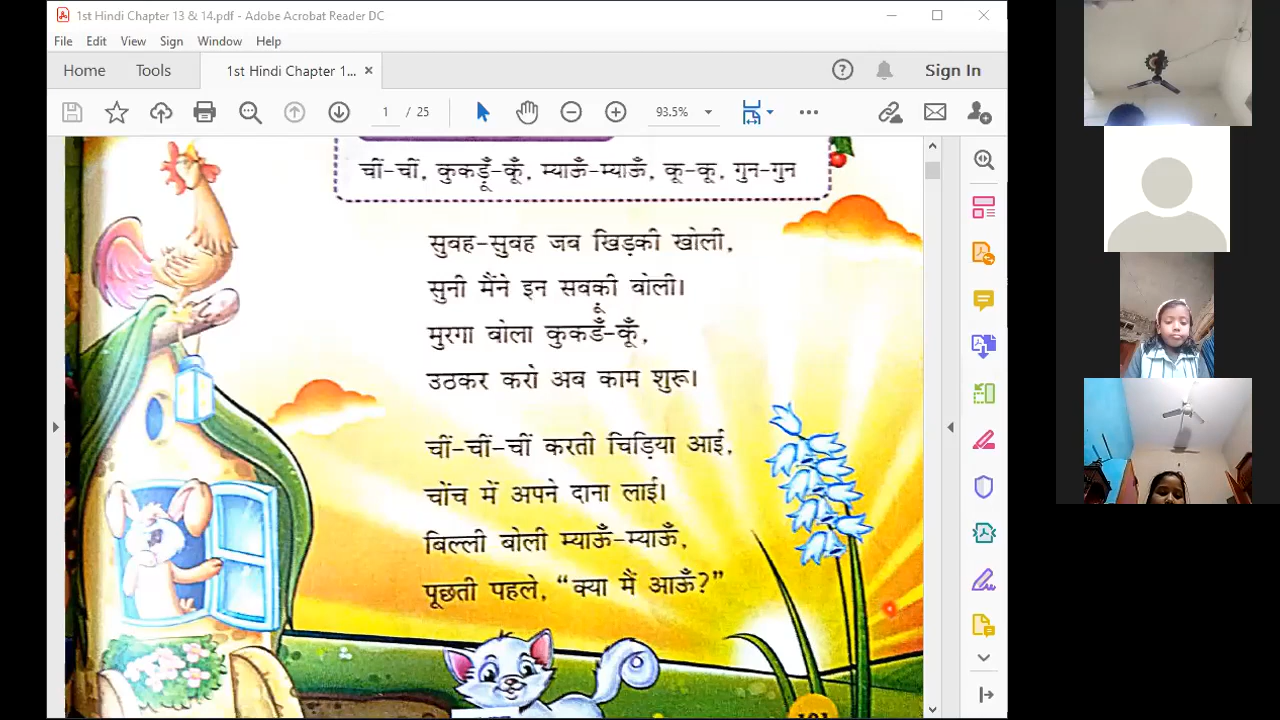 1st Hindi Chapter 13 & 14.pdf - Adobe Acrobat Reader DC
File Edit View Sign Window Help
Home Tools 1st Hindi Chapter 1... × Sign In
1 / 25 93.5%
चीं-चीं, कुकड़ूँ-कूँ, म्याऊँ-म्याऊँ, कू-कू, गुन-गुन
सुबह-सुबह जब खिड़की खोली,
सुनी मैंने इन सबकी बोली।
मुरगा बोला कुकडूँ-कूँ,
उठकर करो अब काम शुरू।
चीं-चीं-चीं करती चिड़िया आई,
चोंच में अपने दाना लाई।
बिल्ली बोली म्याऊँ-म्याऊँ,
पूछती पहले, “क्या मैं आऊँ?”